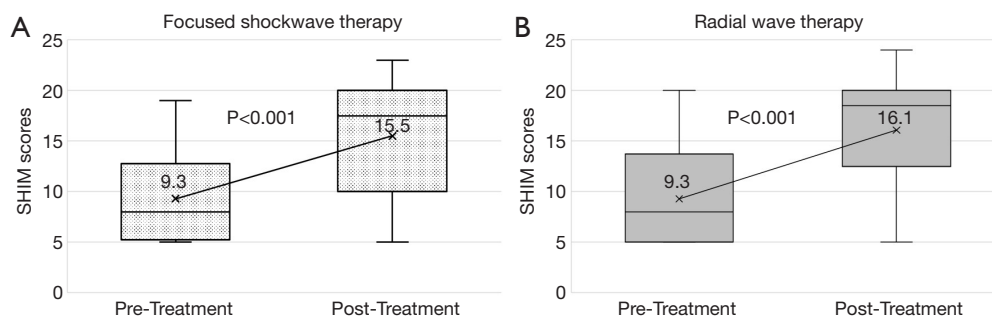 A
Focused shockwave therapy
SHIM scores
25
20
15
10
5
0
P<0.001
9.3
15.5
Pre-Treatment
Post-Treatment
B
Radial wave therapy
SHIM scores
25
20
15
10
5
0
P<0.001
9.3
16.1
Pre-Treatment
Post-Treatment